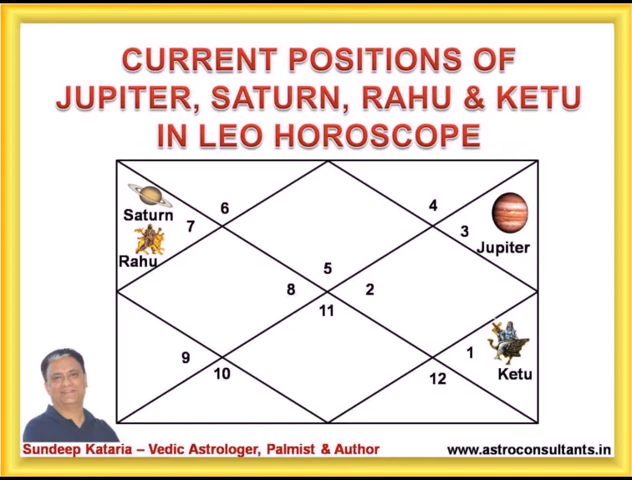 CURRENT POSITIONS OF
JUPITER, SATURN, RAHU & KETU
IN LEO HOROSCOPE
Saturn
Rahu
7
6
4
3
Jupiter
5
8
2
11
9
10
12
1
Ketu
Sundeep Kataria – Vedic Astrologer, Palmist & Author
www.astroconsultants.in